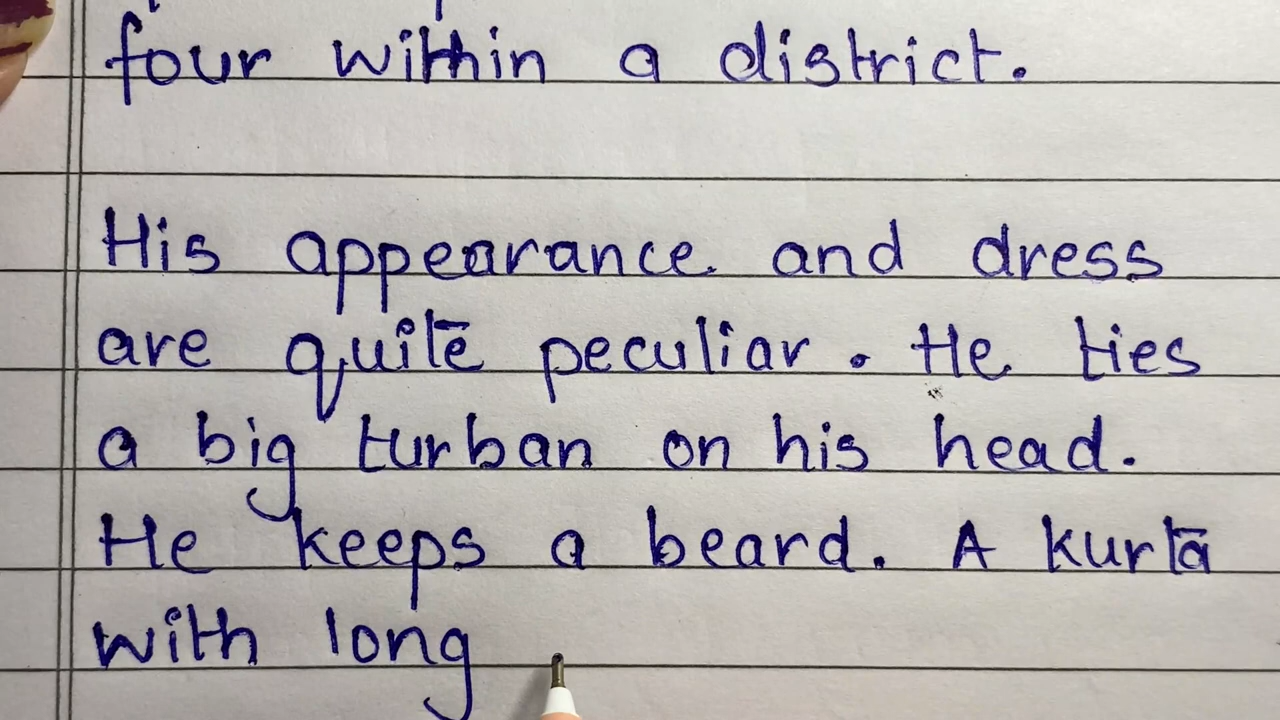 four within a district.
His appearance and dress
are quite peculiar. He ties
a big turban on his head.
He keeps a beard. A kurta
with long